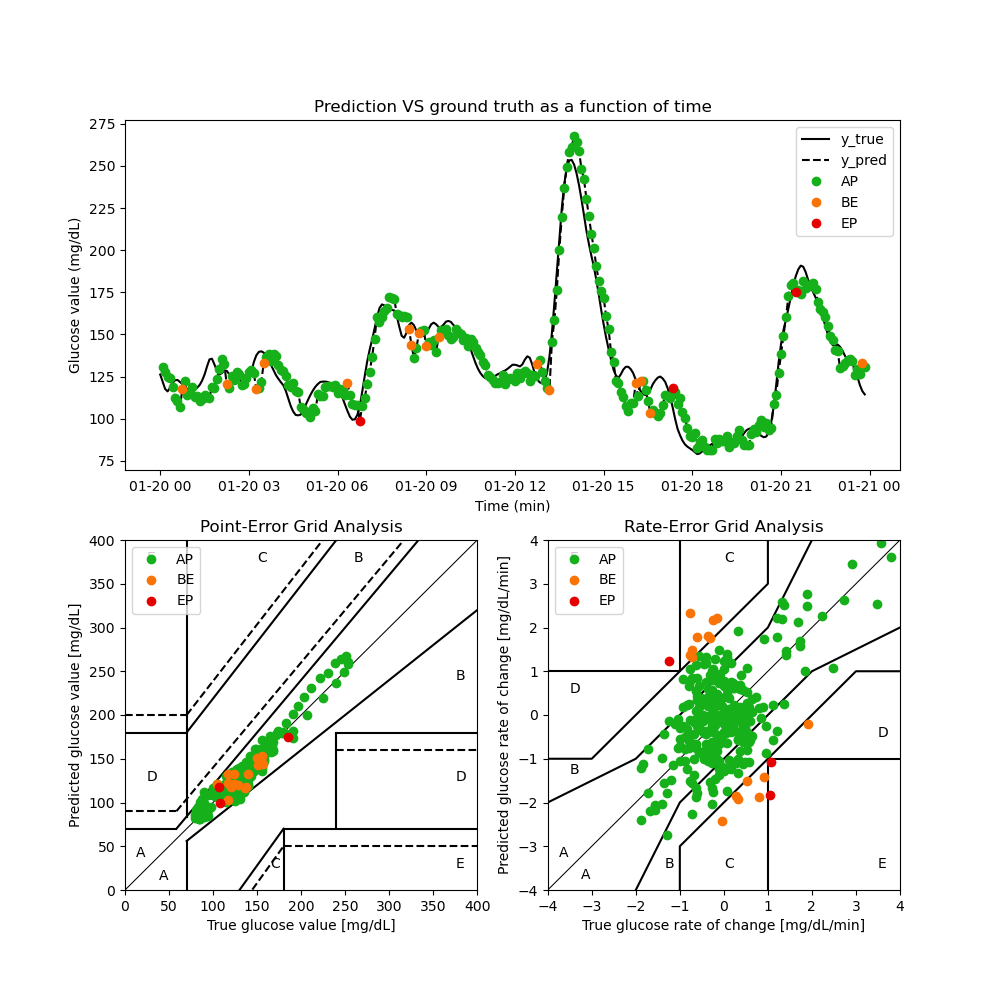 Prediction VS ground truth as a function of time
Glucose value (mg/dL)
275
250
225
200
175
150
125
100
75
y_true
y_pred
AP
BE
EP
01-20 00 01-20 03 01-20 06 01-20 09 01-20 12 01-20 15 01-20 18 01-20 21 01-21 00
Time (min)
Point-Error Grid Analysis
Predicted glucose value [mg/dL]
400
350
300
250
200
150
100
50
0
AP
BE
EP
C
B
B
D
D
A
A
C
E
0 50 100 150 200 250 300 350 400
True glucose value [mg/dL]
Rate-Error Grid Analysis
Predicted glucose rate of change [mg/dL/min]
4
3
2
1
0
−1
−2
−3
−4
AP
BE
EP
C
D
D
B
A
A
B
C
E
−4 −3 −2 −1 0 1 2 3 4
True glucose rate of change [mg/dL/min]